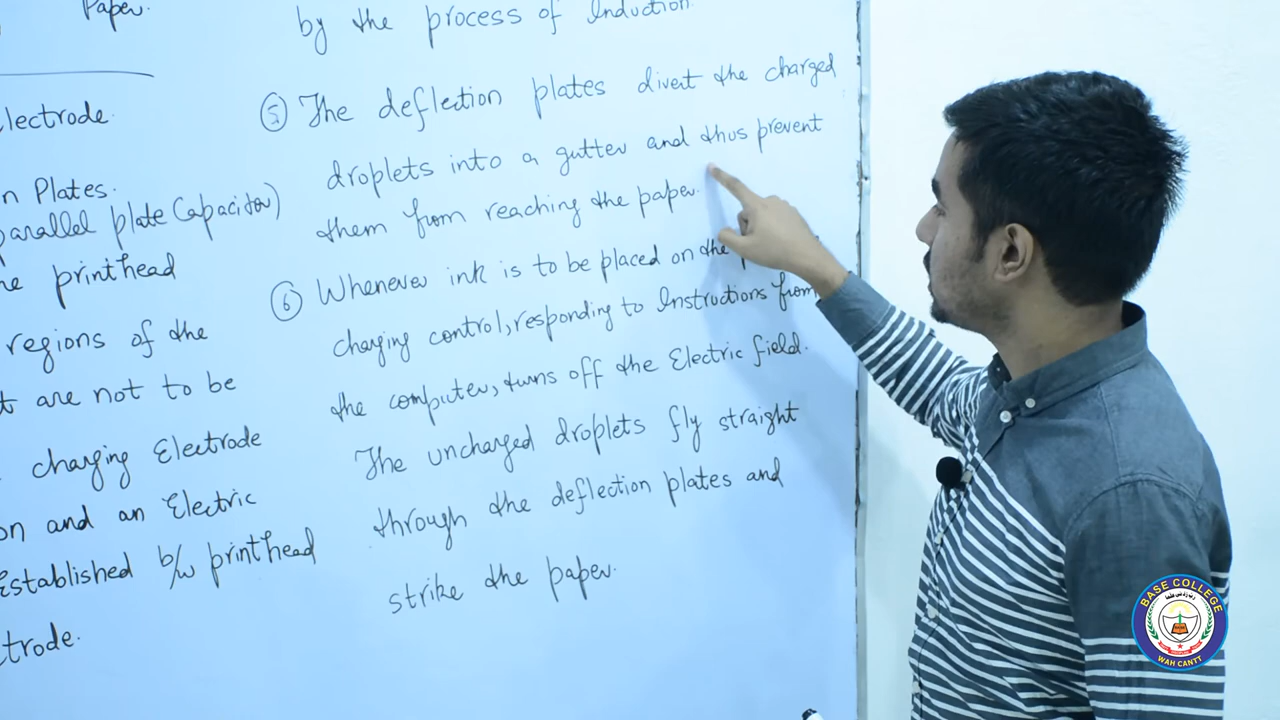 Paper.
Electrode.
n Plates.
parallel plate Capacitor)
he printhead
regions of the
t are not to be
charging Electrode
on and an Electric
Established b/w printhead
ctrode.
by the process of Induction.
⑤ The deflection plates divert the charged
droplets into a gutter and thus prevent
them from reaching the paper.
⑥ Whenever ink is to be placed on the
charging control, responding to Instructions from
the computer, turns off the Electric field.
The uncharged droplets fly straight
through the deflection plates and
strike the paper.
BASE COLLEGE
WAH CANTT